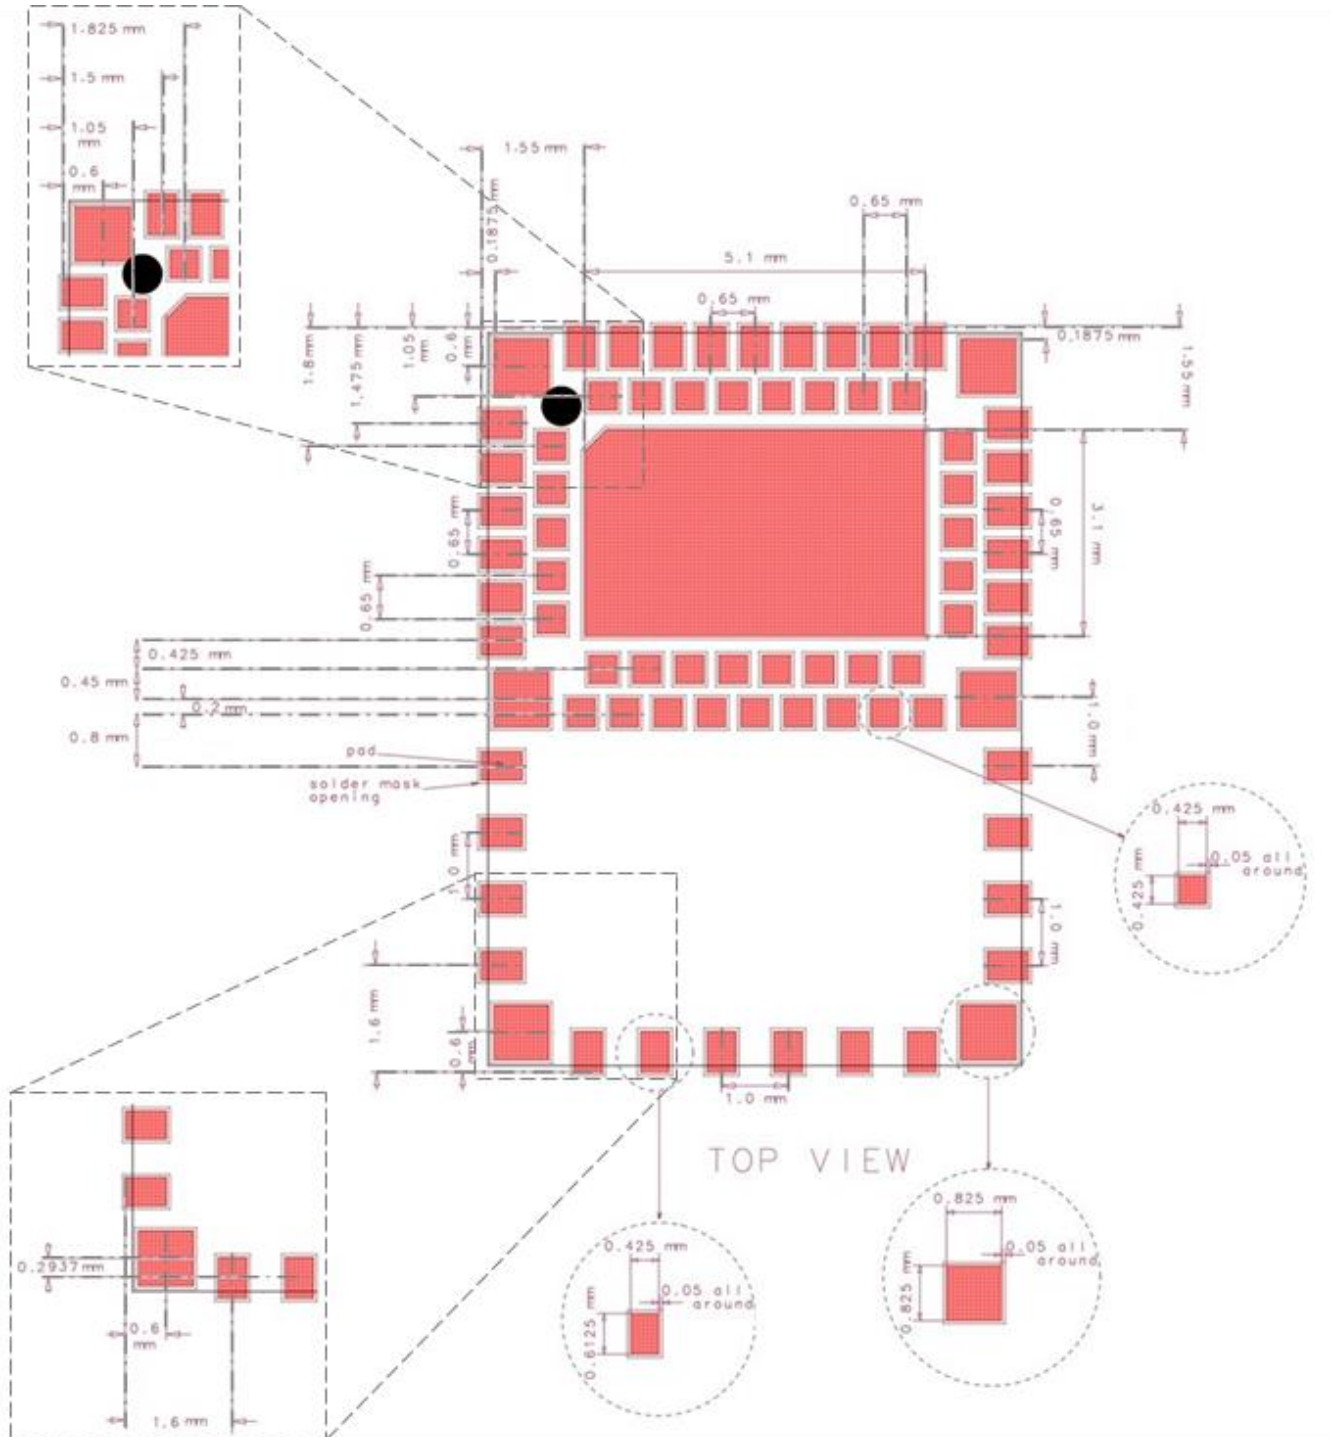 1.825 mm
1.5 mm
1.05
mm
0.6
mm
1.55 mm
0.1875 mm
0.65 mm
5.1 mm
0.65 mm
0.1875 mm
1.55 mm
1.8 mm
1.475 mm
1.05
mm
0.6
mm
3.1 mm
0.65 mm
0.65 mm
0.65 mm
0.425 mm
0.45 mm
0.2 mm
0.8 mm
1.0 mm
pad
solder mask
opening
0.425 mm
0.425 mm
0.05 all
around
1.0 mm
1.0 mm
1.6 mm
0.6
mm
1.0 mm
TOP VIEW
0.2937 mm
0.6
mm
1.6 mm
0.425 mm
0.6125 mm
0.05 all
around
0.825 mm
0.825 mm
0.05 all
around